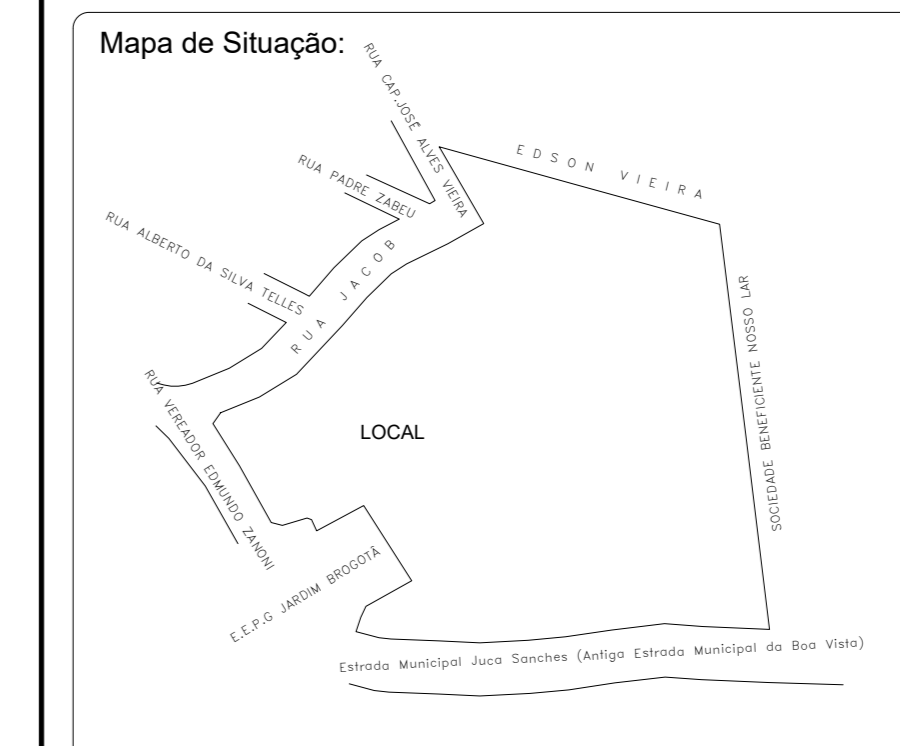 Mapa de Situação:
RUA CAP.JOSÉ ALVES VIEIRA
EDSON VIEIRA
RUA PADRE ZABEU
RUA ALBERTO DA SILVA TELLES
RUA JACOB
SOCIEDADE BENEFICIENTE NOSSO LAR
RUA VEREADOR EDMUNDO ZANONI
LOCAL
E.E.P.G JARDIM BROGOTÁ
Estrada Municipal Juca Sanches (Antiga Estrada Municipal da Boa Vista)